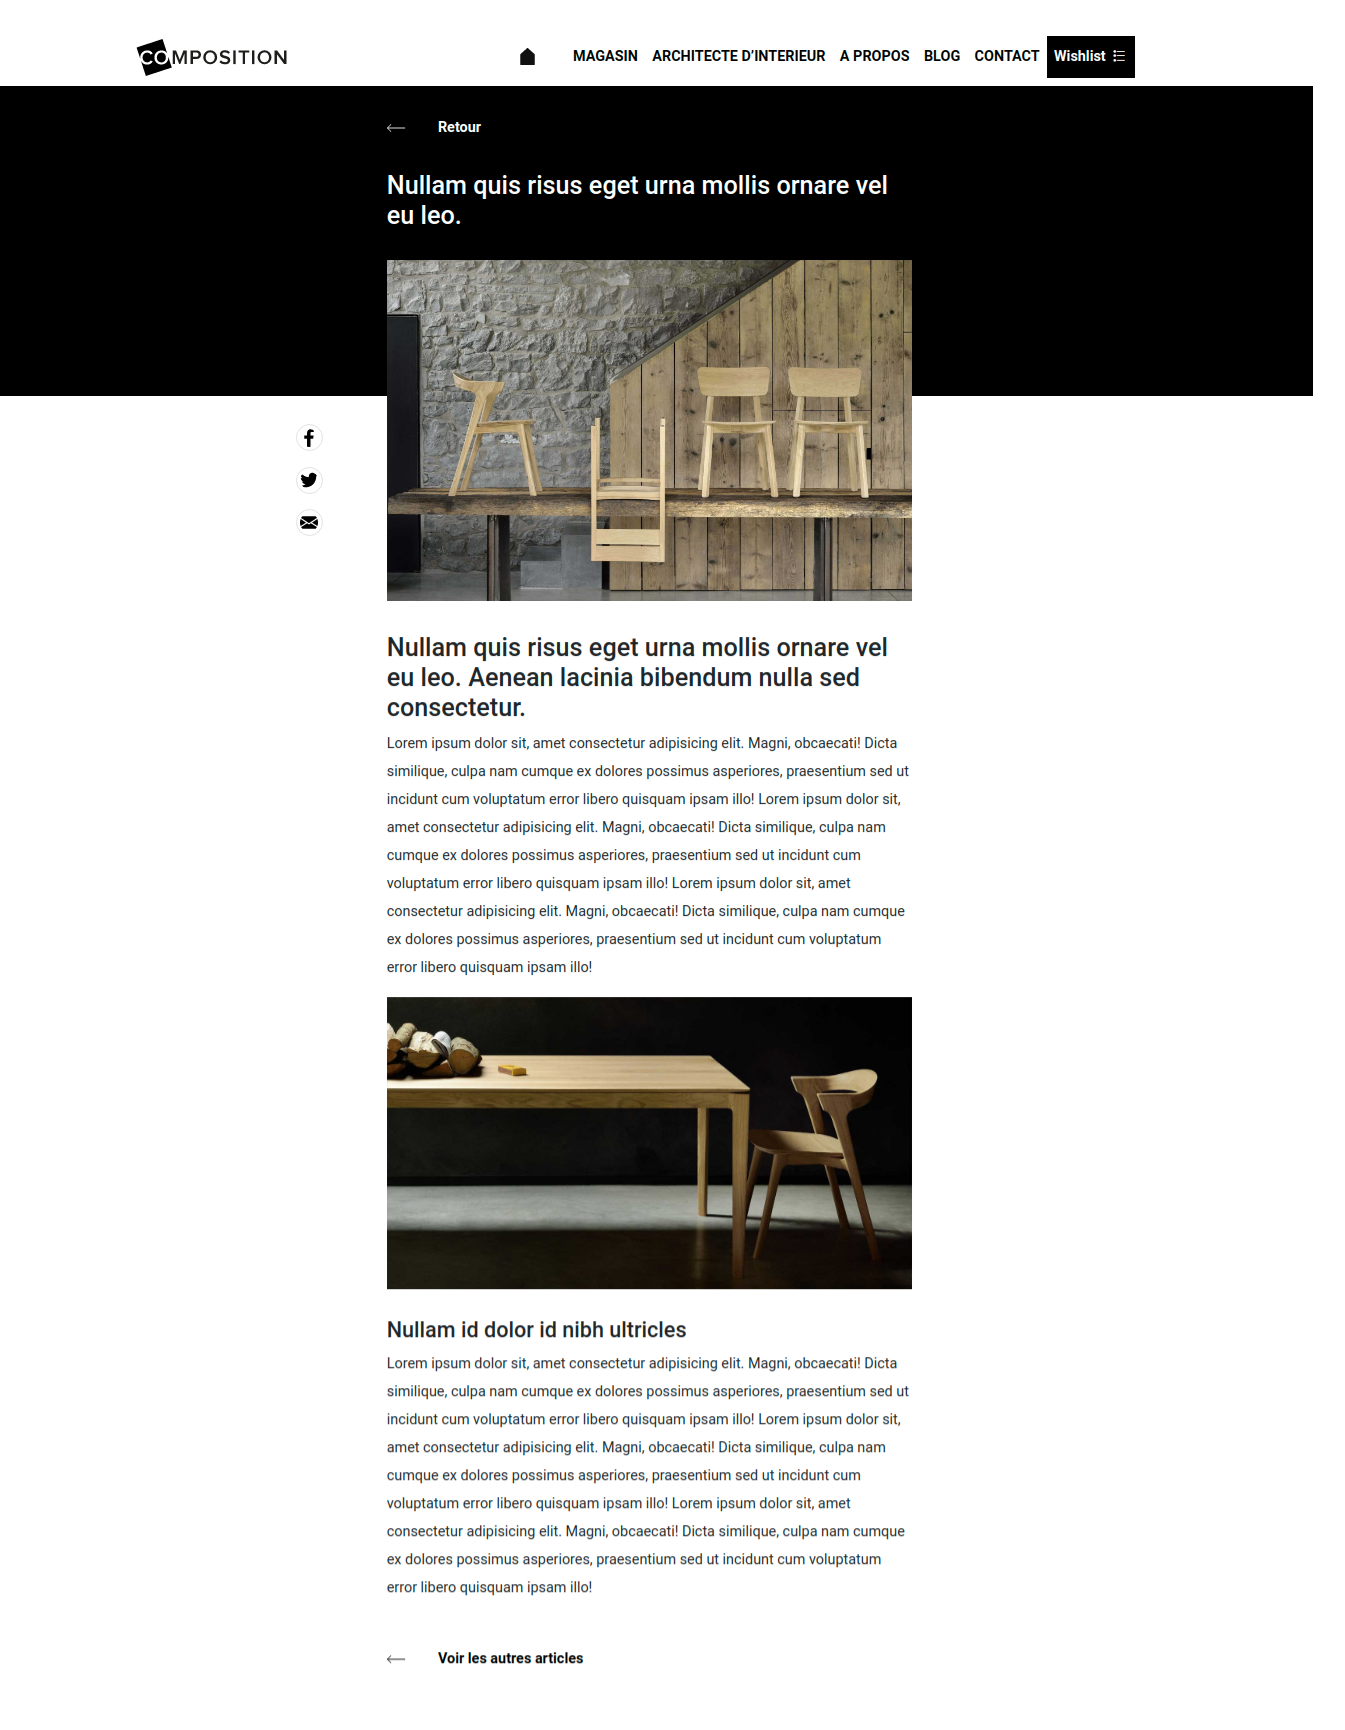 COMPOSITION
MAGASIN ARCHITECTE D’INTERIEUR A PROPOS BLOG CONTACT Wishlist
Retour
Nullam quis risus eget urna mollis ornare vel
eu leo.
Nullam quis risus eget urna mollis ornare vel
eu leo. Aenean lacinia bibendum nulla sed
consectetur.
Lorem ipsum dolor sit, amet consectetur adipisicing elit. Magni, obcaecati! Dicta
similique, culpa nam cumque ex dolores possimus asperiores, praesentium sed ut
incidunt cum voluptatum error libero quisquam ipsam illo! Lorem ipsum dolor sit,
amet consectetur adipisicing elit. Magni, obcaecati! Dicta similique, culpa nam
cumque ex dolores possimus asperiores, praesentium sed ut incidunt cum
voluptatum error libero quisquam ipsam illo! Lorem ipsum dolor sit, amet
consectetur adipisicing elit. Magni, obcaecati! Dicta similique, culpa nam cumque
ex dolores possimus asperiores, praesentium sed ut incidunt cum voluptatum
error libero quisquam ipsam illo!
Nullam id dolor id nibh ultricles
Lorem ipsum dolor sit, amet consectetur adipisicing elit. Magni, obcaecati! Dicta
similique, culpa nam cumque ex dolores possimus asperiores, praesentium sed ut
incidunt cum voluptatum error libero quisquam ipsam illo! Lorem ipsum dolor sit,
amet consectetur adipisicing elit. Magni, obcaecati! Dicta similique, culpa nam
cumque ex dolores possimus asperiores, praesentium sed ut incidunt cum
voluptatum error libero quisquam ipsam illo! Lorem ipsum dolor sit, amet
consectetur adipisicing elit. Magni, obcaecati! Dicta similique, culpa nam cumque
ex dolores possimus asperiores, praesentium sed ut incidunt cum voluptatum
error libero quisquam ipsam illo!
Voir les autres articles